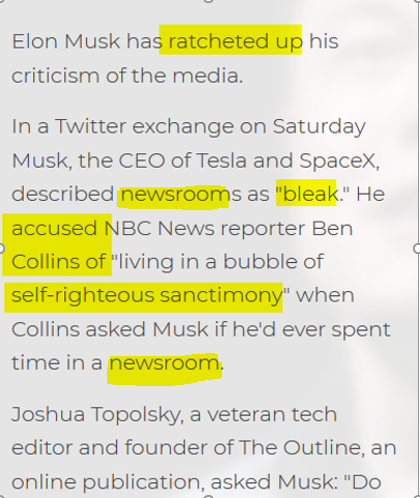 Elon Musk has ratcheted up his
criticism of the media.
In a Twitter exchange on Saturday
Musk, the CEO of Tesla and SpaceX,
described newsrooms as "bleak." He
accused NBC News reporter Ben
Collins of "living in a bubble of
self-righteous sanctimony" when
Collins asked Musk if he'd ever spent
time in a newsroom.
Joshua Topolsky, a veteran tech
editor and founder of The Outline, an
online publication, asked Musk: "Do